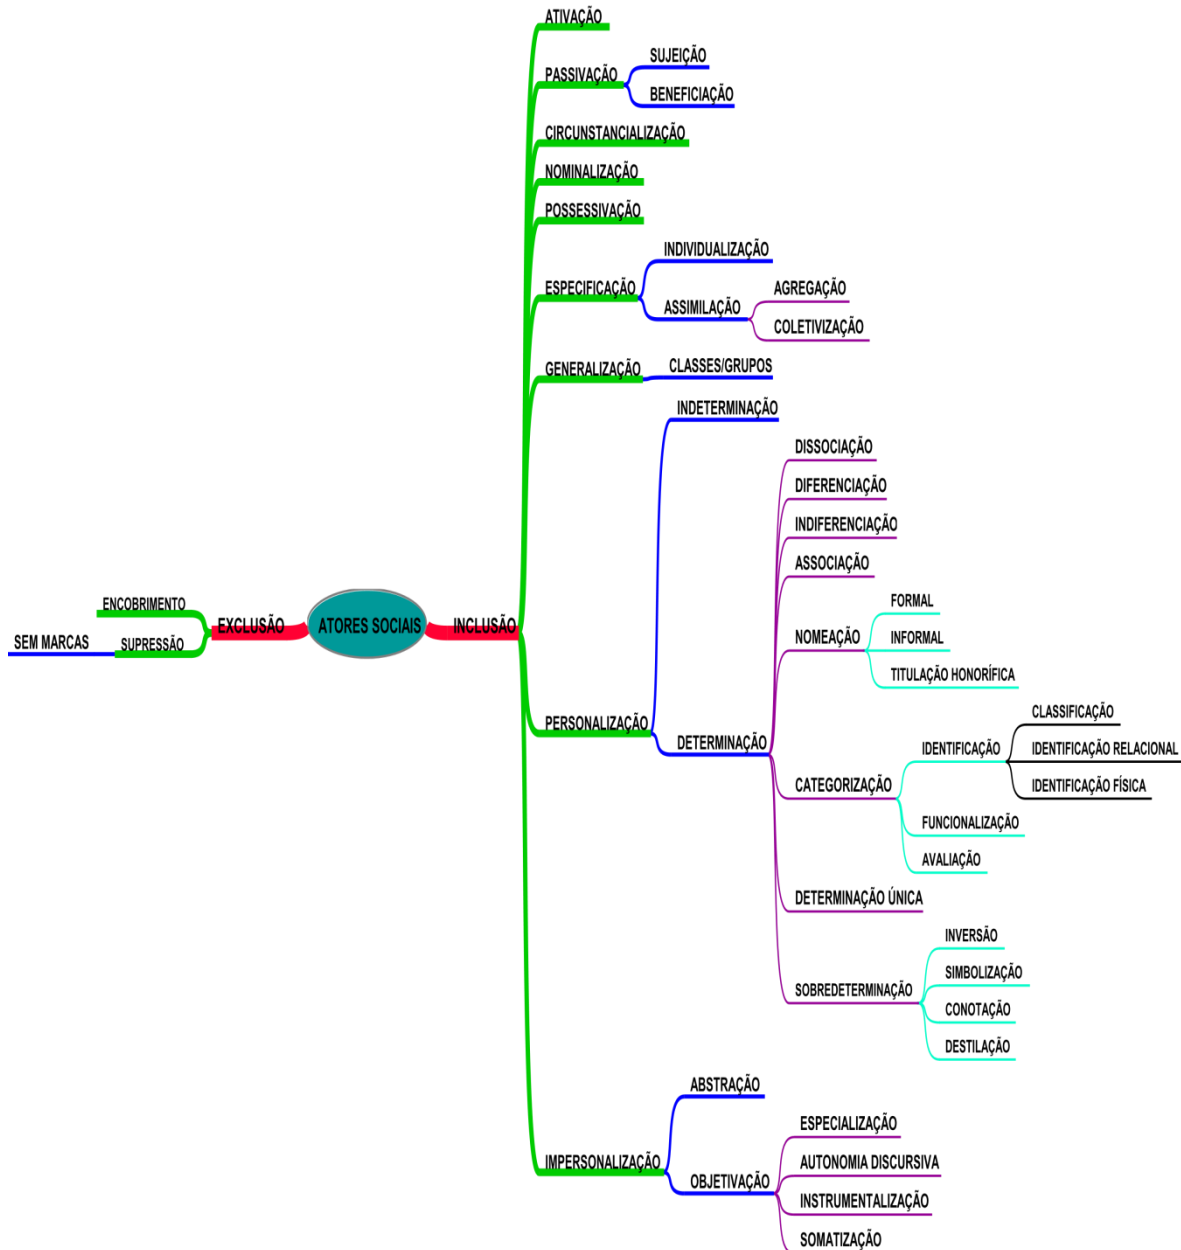 ATIVAÇÃO
SUJEIÇÃO
PASSIVAÇÃO
BENEFICIAÇÃO
CIRCUNSTANCIALIZAÇÃO
NOMINALIZAÇÃO
POSSESSIVAÇÃO
INDIVIDUALIZAÇÃO
ESPECIFICAÇÃO
AGREGAÇÃO
ASSIMILAÇÃO
COLETIVIZAÇÃO
GENERALIZAÇÃO
CLASSES/GRUPOS
INDETERMINAÇÃO
DISSOCIAÇÃO
DIFERENCIAÇÃO
INDIFERENCIAÇÃO
ASSOCIAÇÃO
ENCOBRIMENTO
EXCLUSÃO
ATORES SOCIAIS
INCLUSÃO
SEM MARCAS
SUPRESSÃO
FORMAL
NOMEAÇÃO
INFORMAL
TITULAÇÃO HONORÍFICA
PERSONALIZAÇÃO
DETERMINAÇÃO
CLASSIFICAÇÃO
IDENTIFICAÇÃO
IDENTIFICAÇÃO RELACIONAL
IDENTIFICAÇÃO FÍSICA
CATEGORIZAÇÃO
FUNCIONALIZAÇÃO
AVALIAÇÃO
DETERMINAÇÃO ÚNICA
INVERSÃO
SIMBOLIZAÇÃO
SOBREDETERMINAÇÃO
CONOTAÇÃO
DESTILAÇÃO
ABSTRAÇÃO
IMPERSONALIZAÇÃO
OBJETIVAÇÃO
ESPECIALIZAÇÃO
AUTONOMIA DISCURSIVA
INSTRUMENTALIZAÇÃO
SOMATIZAÇÃO